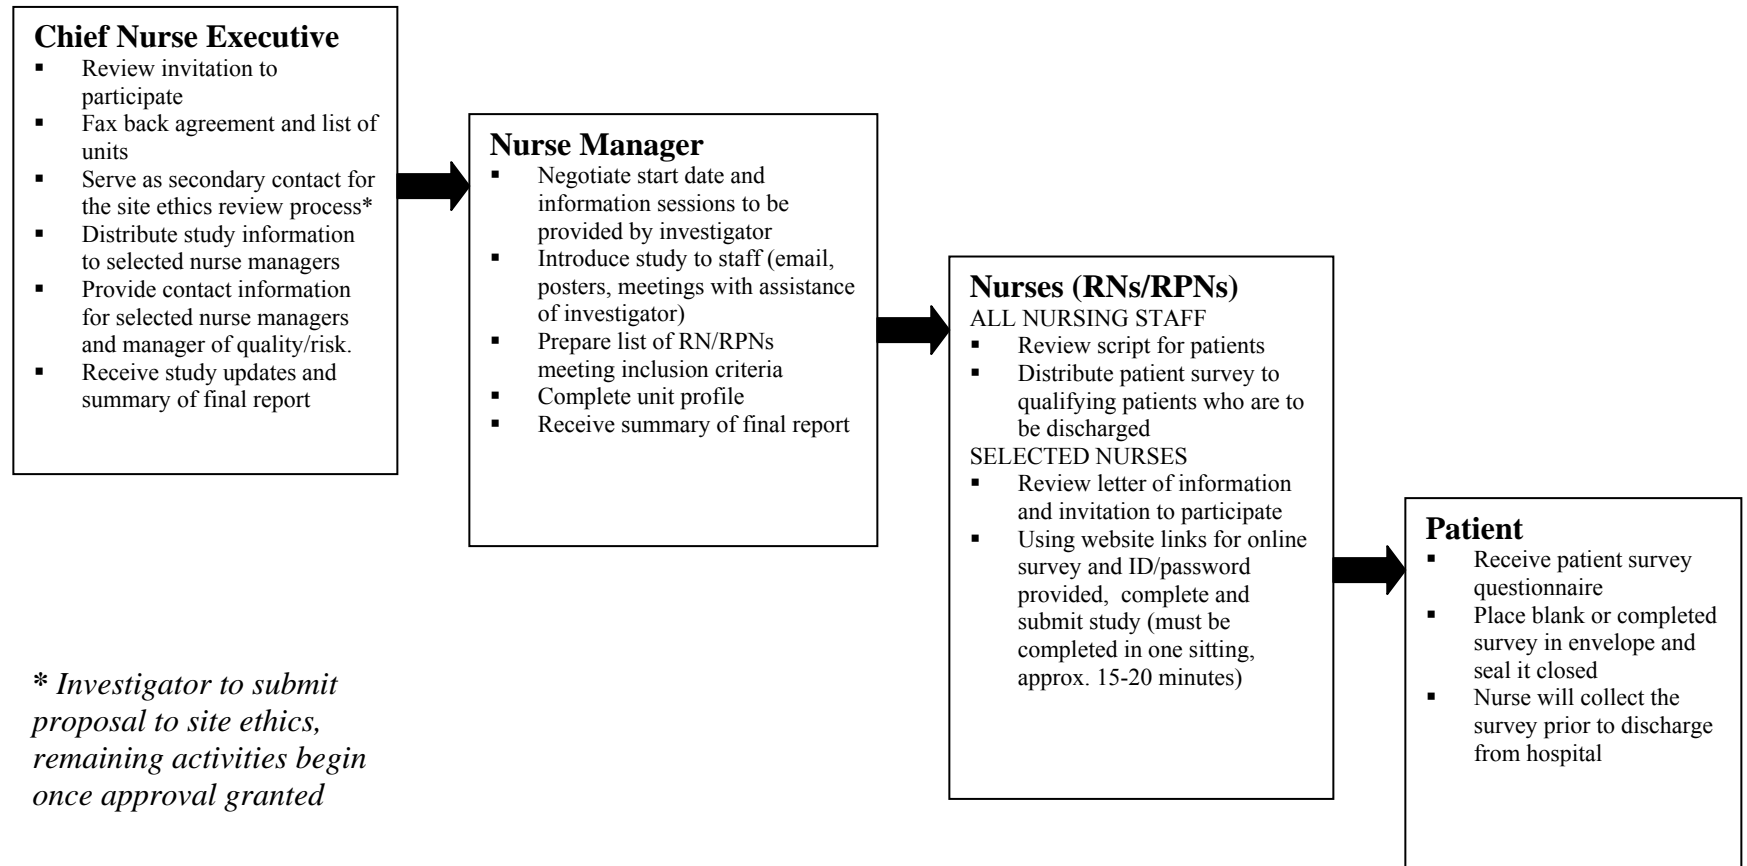 Chief Nurse Executive
▪ Review invitation to
participate
▪ Fax back agreement and list of
units
▪ Serve as secondary contact for
the site ethics review process*
▪ Distribute study information
to selected nurse managers
▪ Provide contact information
for selected nurse managers
and manager of quality/risk.
▪ Receive study updates and
summary of final report
Nurse Manager
▪ Negotiate start date and
information sessions to be
provided by investigator
▪ Introduce study to staff (email,
posters, meetings with assistance
of investigator)
▪ Prepare list of RN/RPNs
meeting inclusion criteria
▪ Complete unit profile
▪ Receive summary of final report
Nurses (RNs/RPNs)
ALL NURSING STAFF
▪ Review script for patients
▪ Distribute patient survey to
qualifying patients who are to
be discharged
SELECTED NURSES
▪ Review letter of information
and invitation to participate
▪ Using website links for online
survey and ID/password
provided, complete and
submit study (must be
completed in one sitting,
approx. 15-20 minutes)
Patient
▪ Receive patient survey
questionnaire
▪ Place blank or completed
survey in envelope and
seal it closed
▪ Nurse will collect the
survey prior to discharge
from hospital
* Investigator to submit
proposal to site ethics,
remaining activities begin
once approval granted